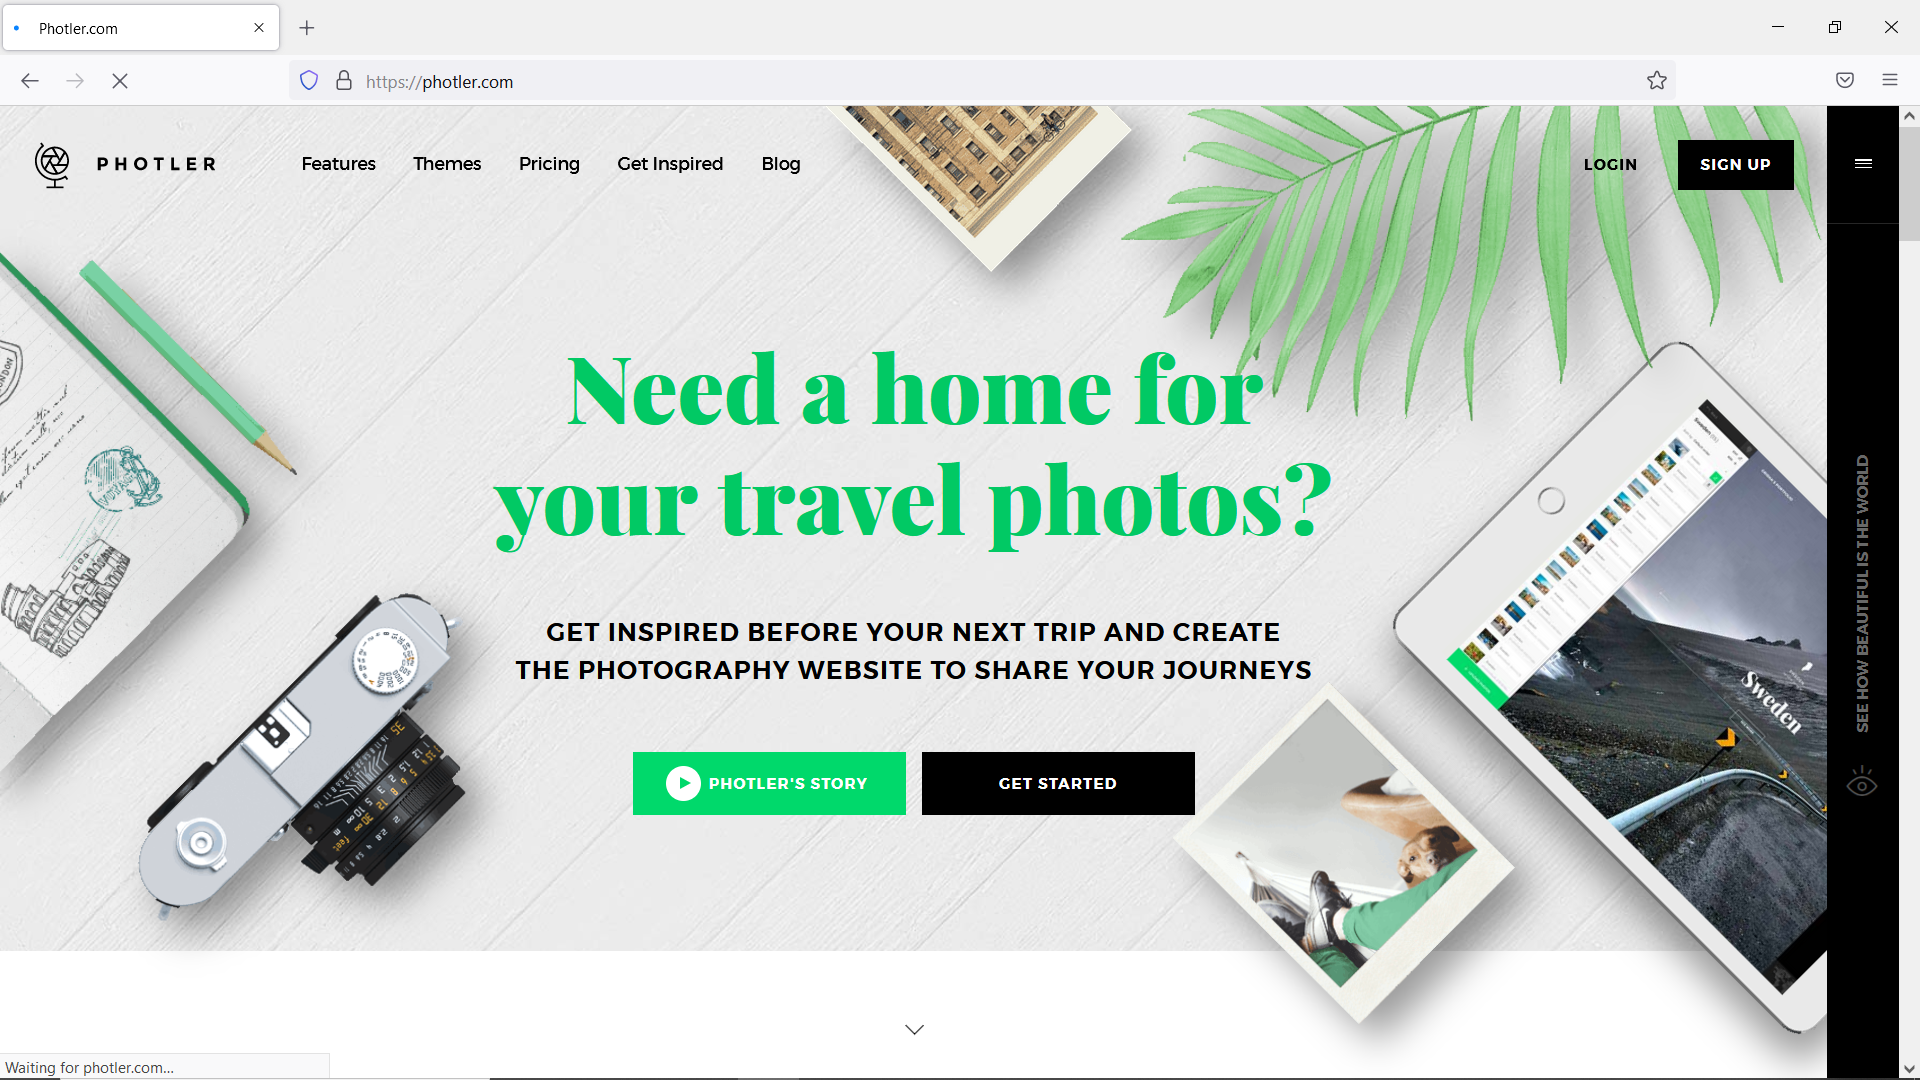 Photler.com
https://photler.com
PHOTLER
Features
Themes
Pricing
Get Inspired
Blog
LOGIN
SIGN UP
Need a home for
your travel photos?
GET INSPIRED BEFORE YOUR NEXT TRIP AND CREATE
THE PHOTOGRAPHY WEBSITE TO SHARE YOUR JOURNEYS
PHOTLER'S STORY
GET STARTED
SEE HOW BEAUTIFUL IS THE WORLD
Sweden
Waiting for photler.com...